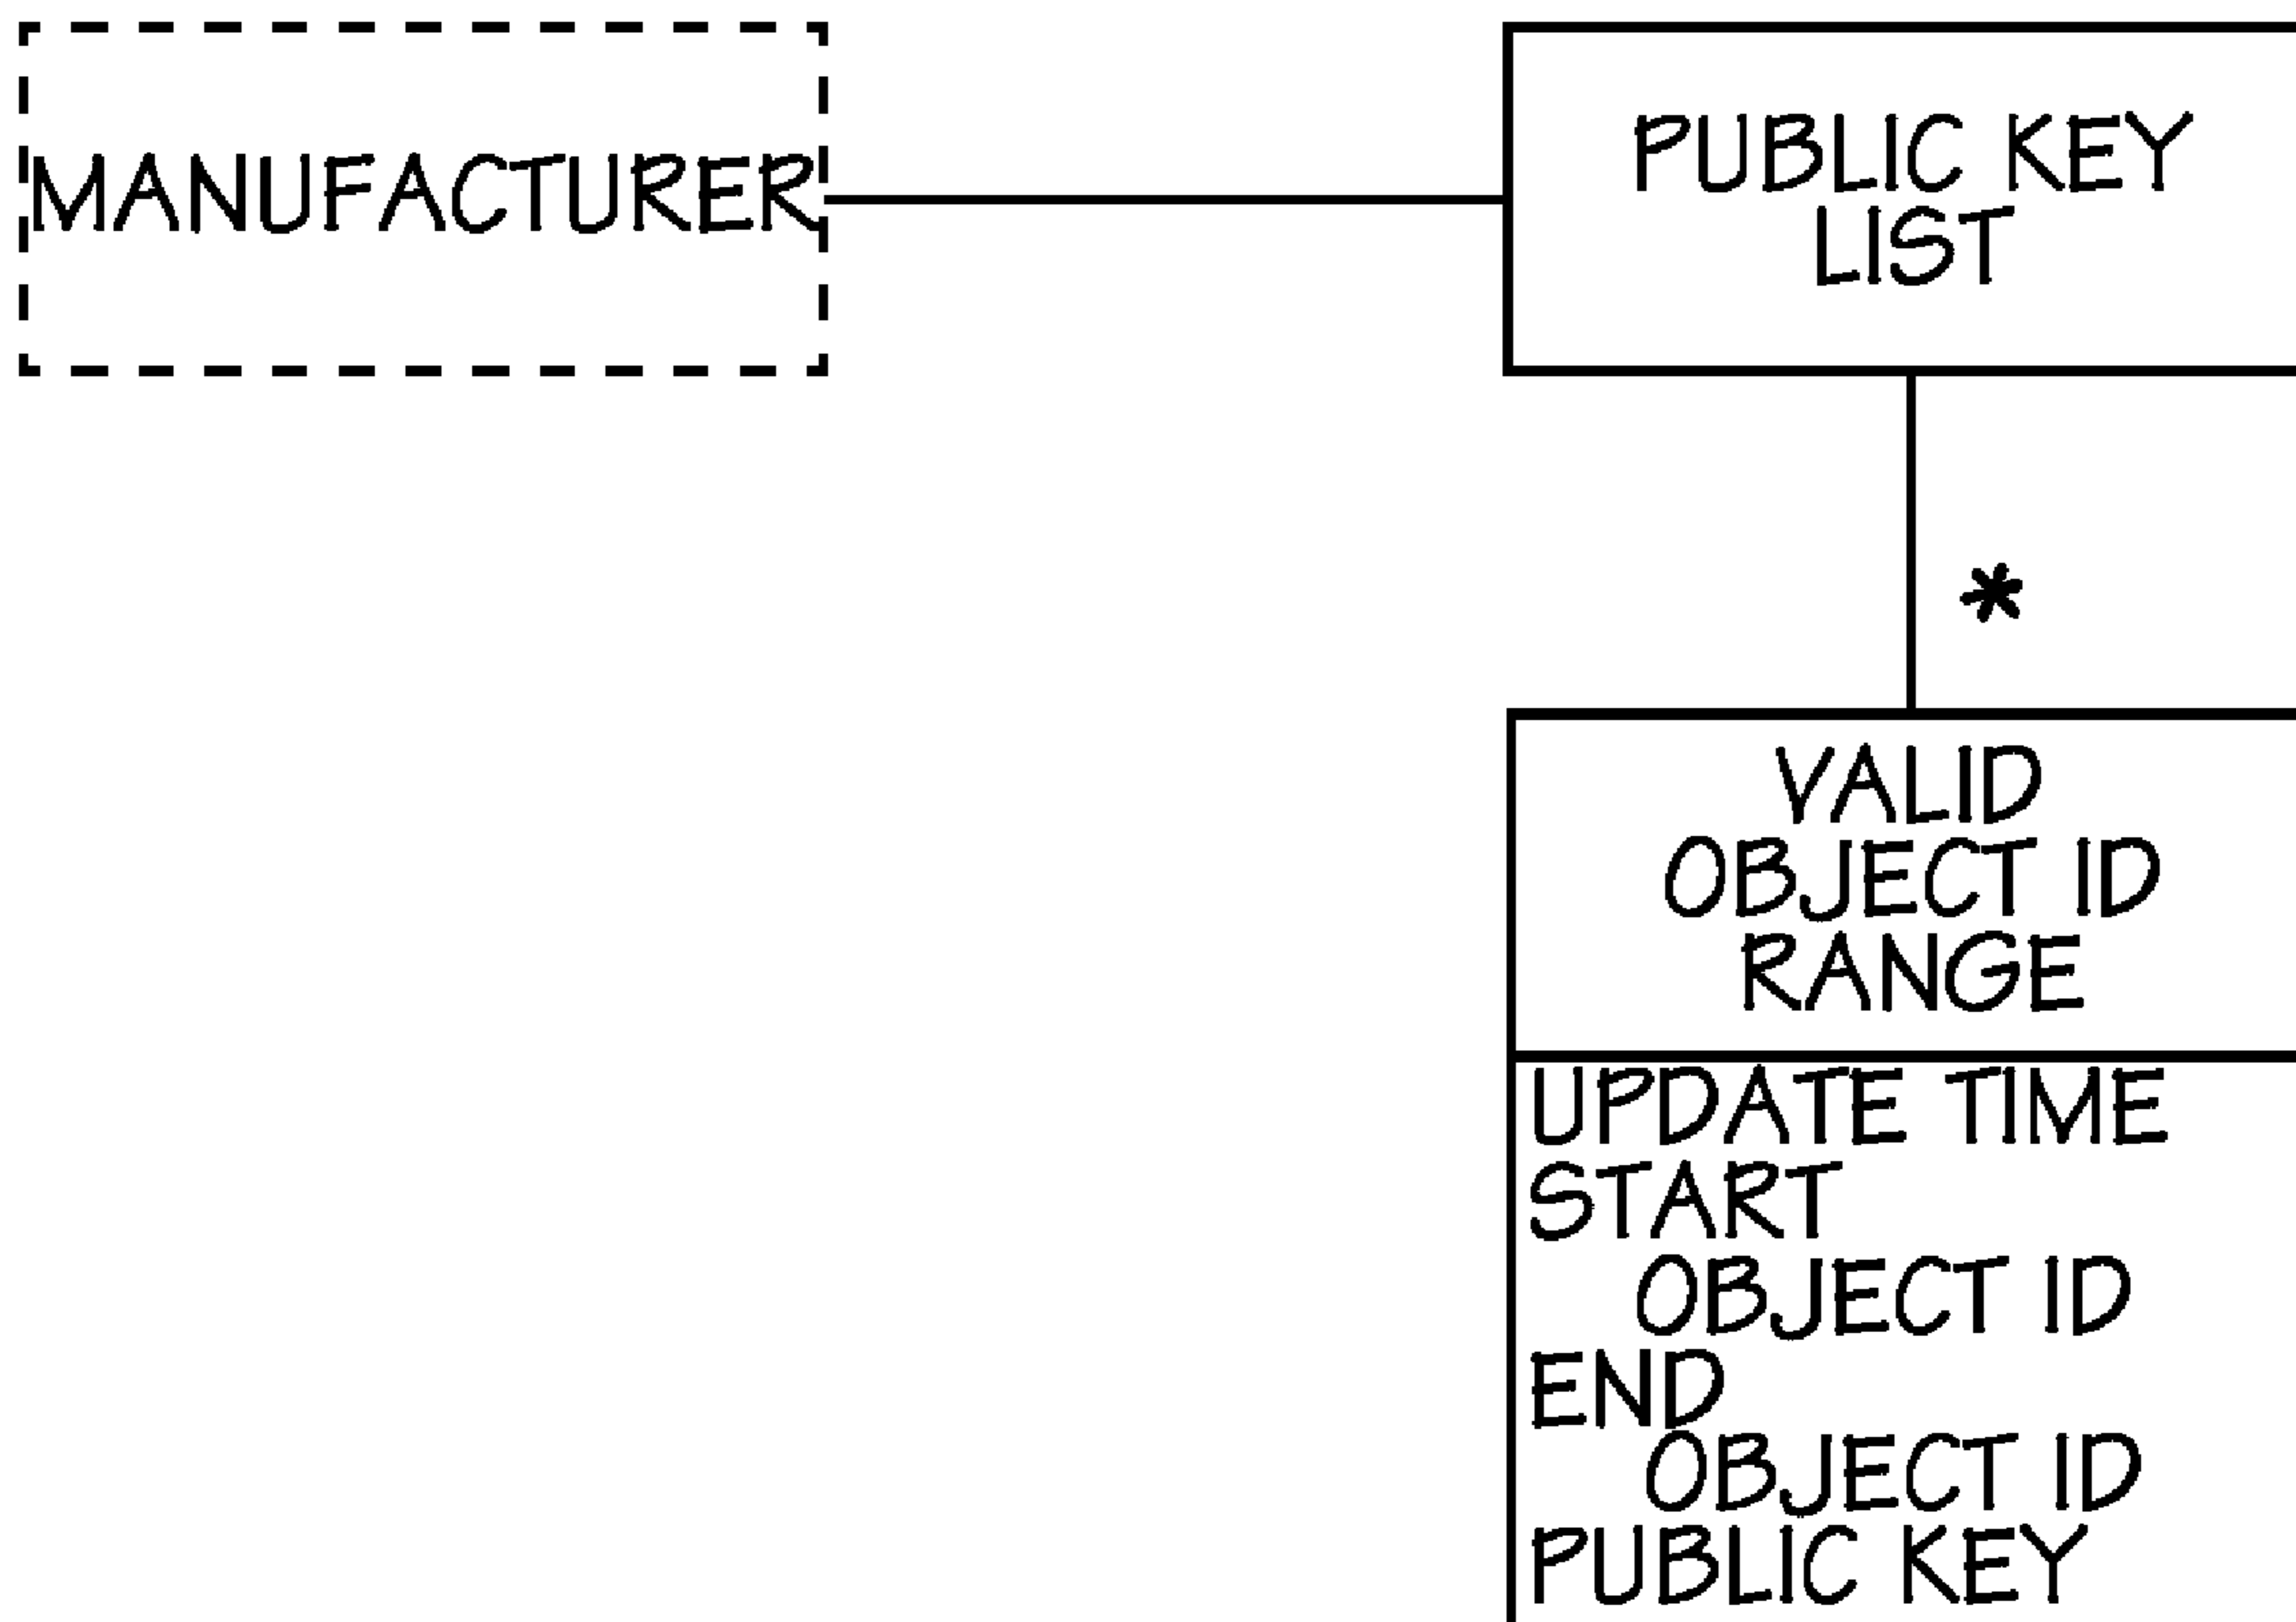 MANUFACTURER
PUBLIC KEY
LIST
*
VALID
OBJECT ID
RANGE
UPDATE TIME
START
OBJECT ID
END
OBJECT ID
PUBLIC KEY